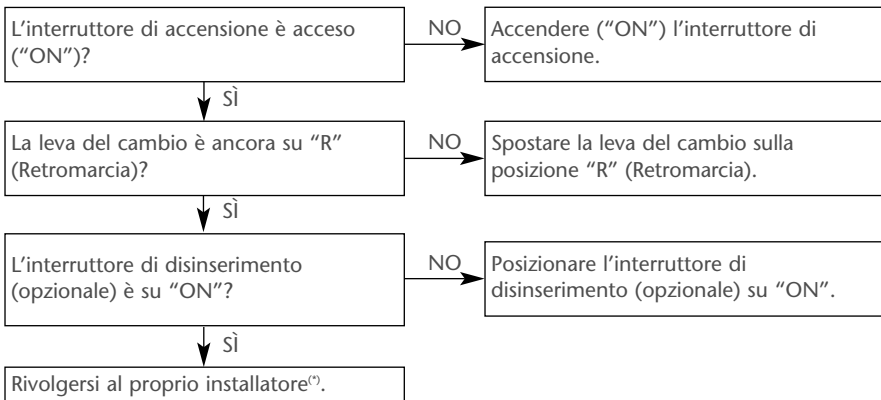 L'interruttore di accensione è acceso
("ON")?
NO
Accendere ("ON") l'interruttore di
accensione.
SÌ
La leva del cambio è ancora su "R"
(Retromarcia)?
NO
Spostare la leva del cambio sulla
posizione "R" (Retromarcia).
SÌ
L'interruttore di disinserimento
(opzionale) è su "ON"?
NO
Posizionare l'interruttore di
disinserimento (opzionale) su "ON".
SÌ
Rivolgersi al proprio installatore(*).